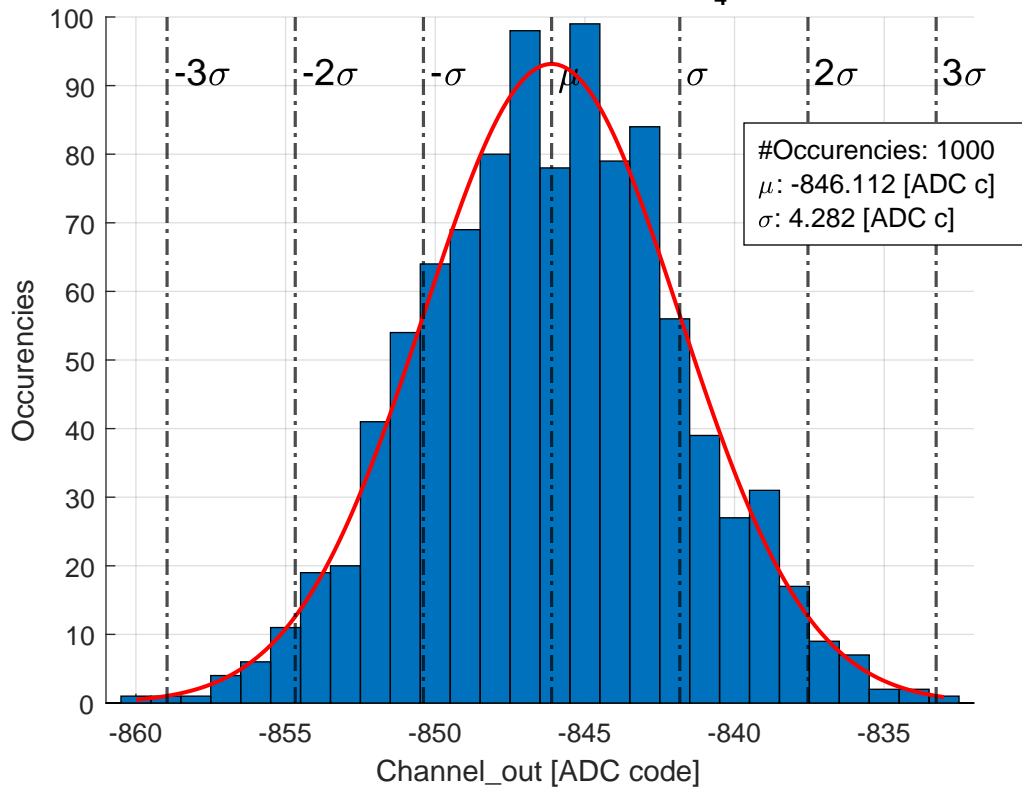 4
100
90
80
70
60
50
40
30
20
10
0
-3σ
-2σ
-σ
μ
σ
2σ
3σ
#Occurencies: 1000
μ: -846.112 [ADC c]
σ: 4.282 [ADC c]
Occurencies
-860
-855
-850
-845
-840
-835
Channel_out [ADC code]